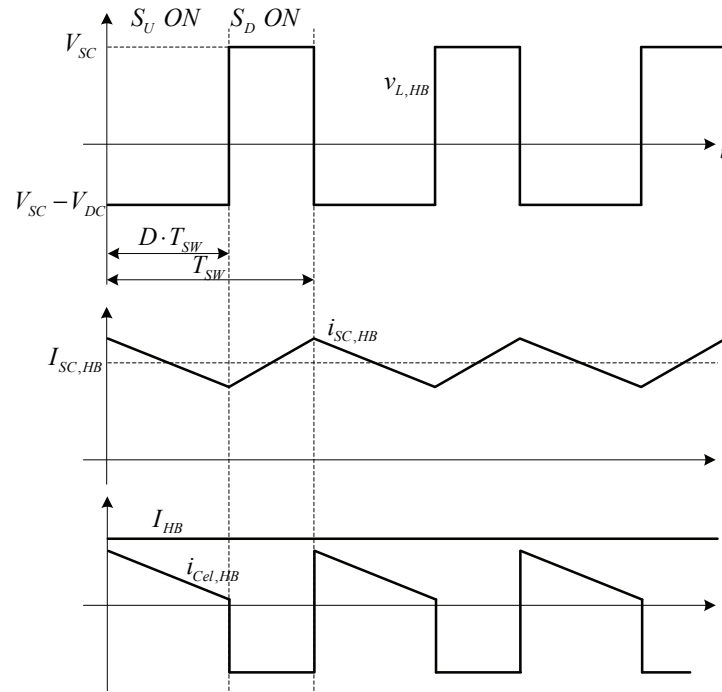 S_U ON S_D ON
V_SC
v_L,HB
t
V_SC − V_DC
D · T_SW
T_SW
i_SC,HB
I_SC,HB
I_HB
i_Cel,HB